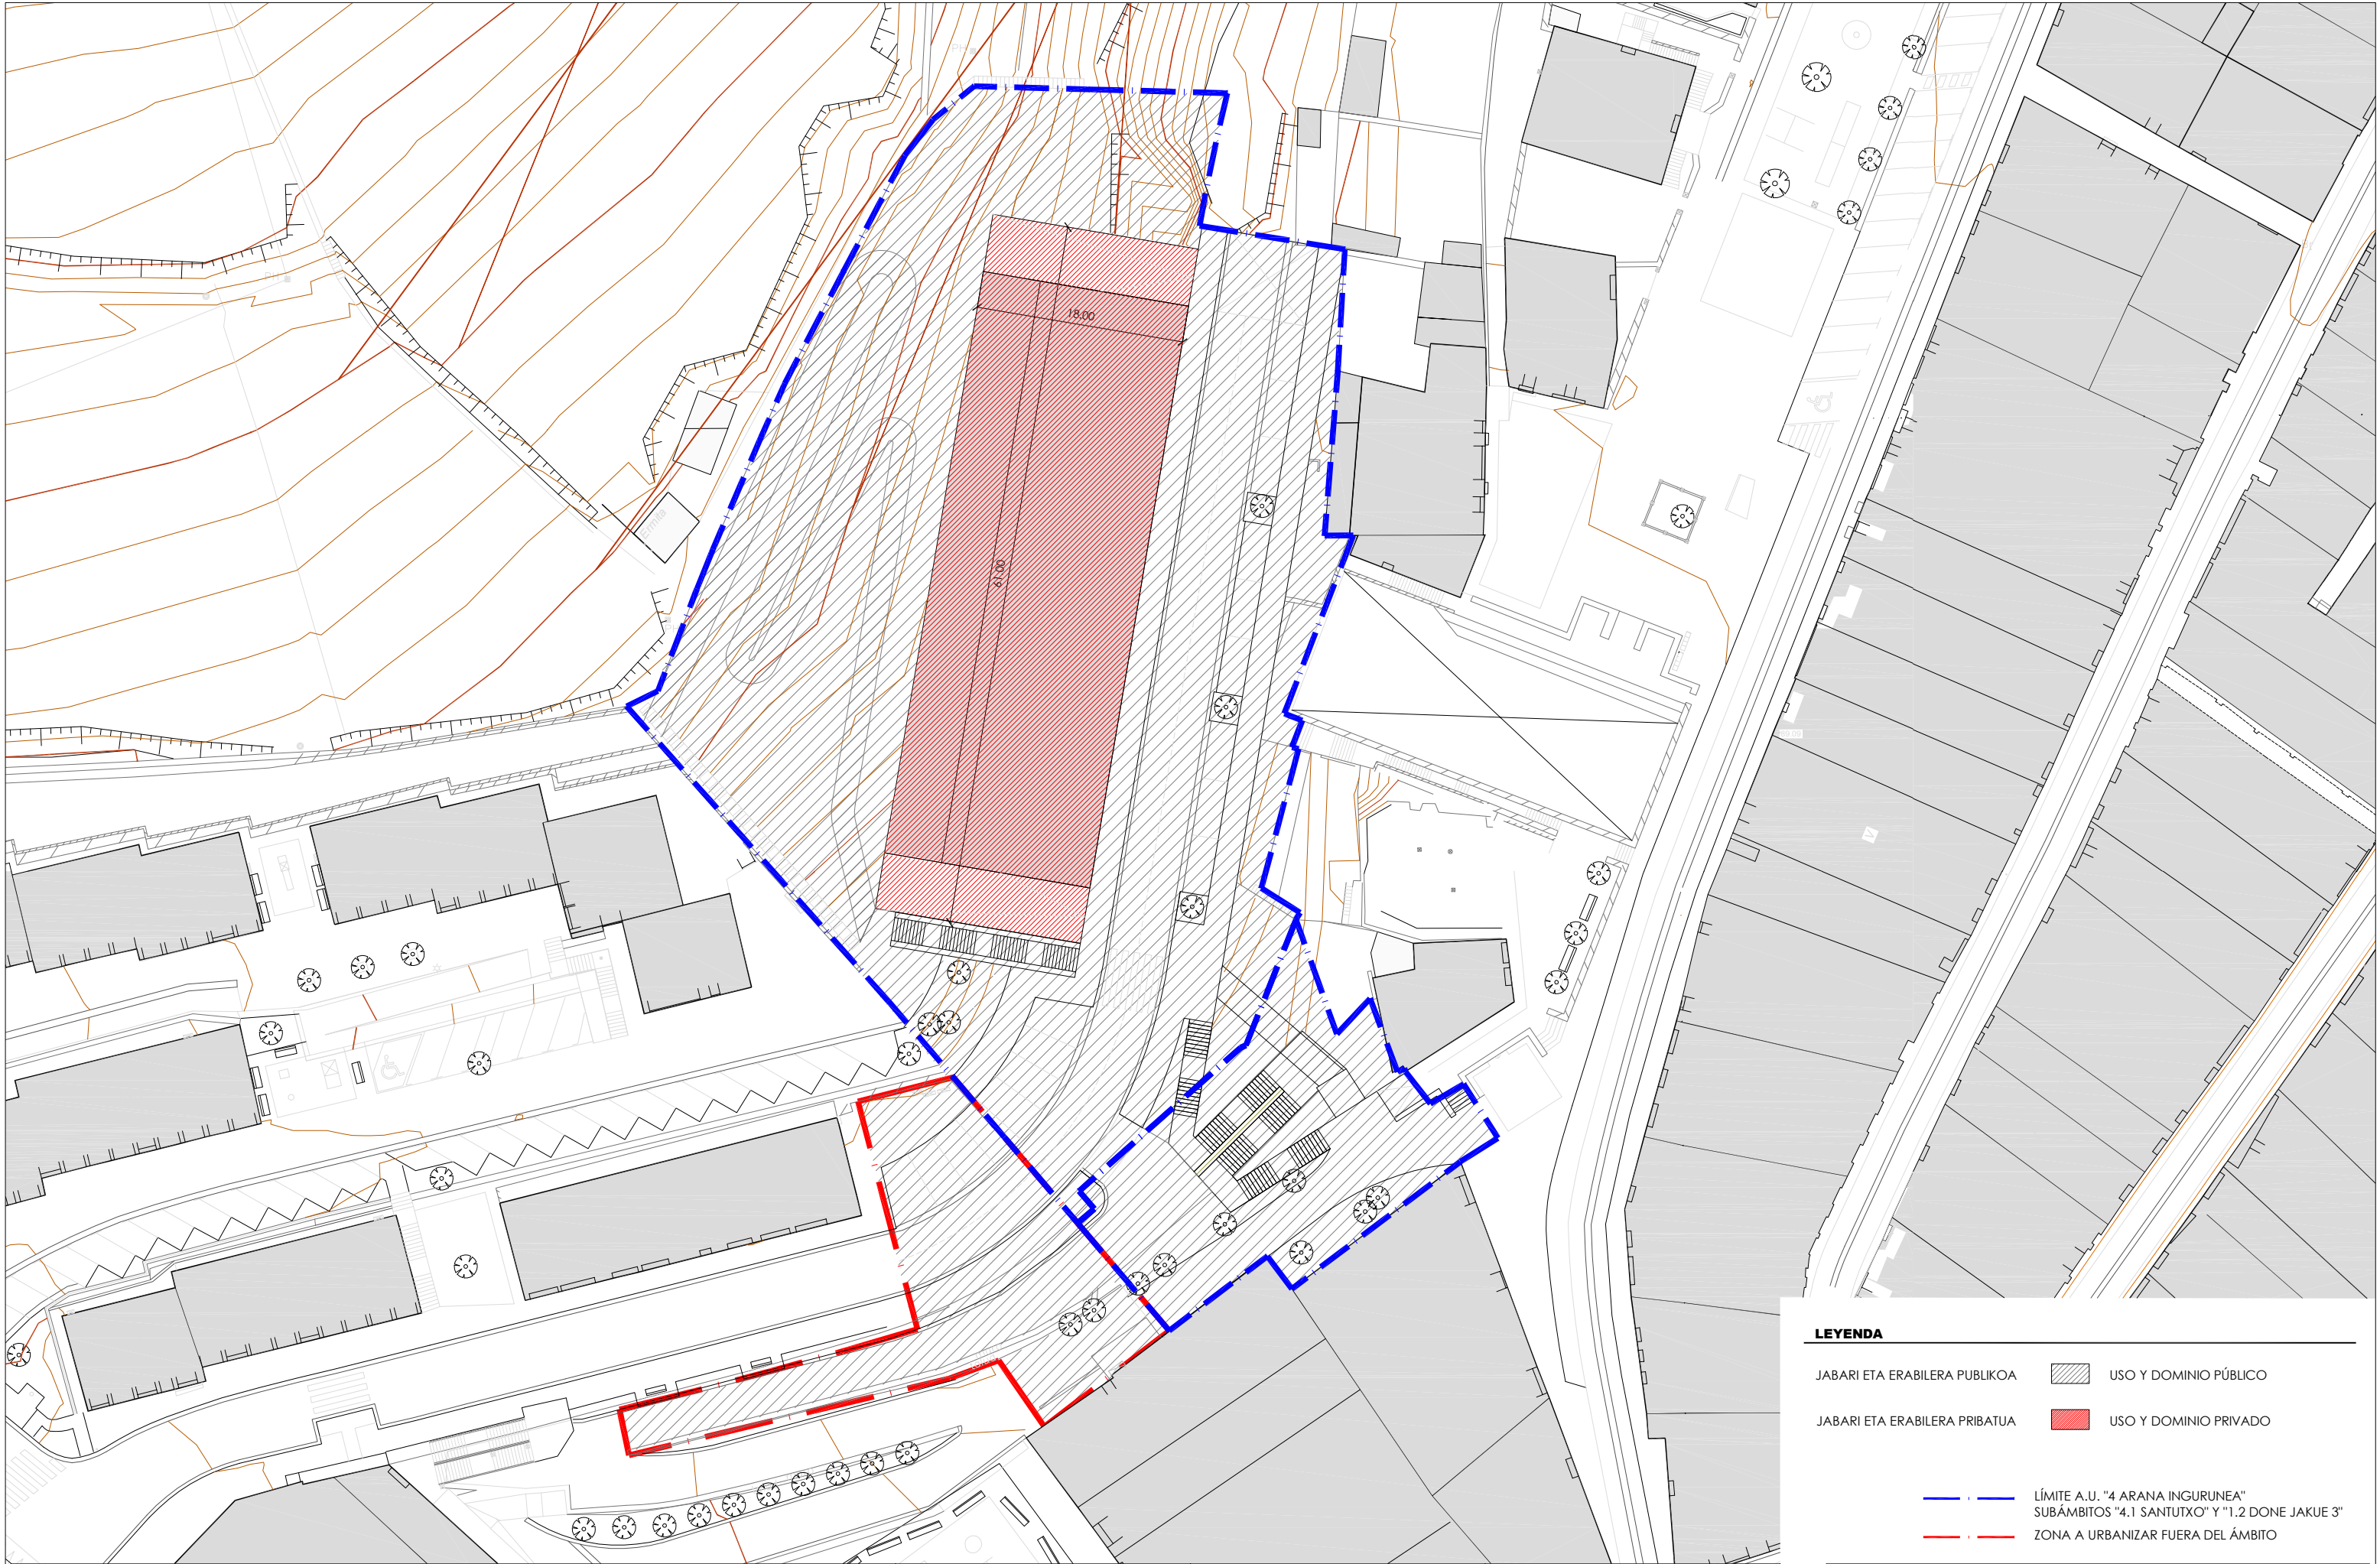 18.00
61.00
LEYENDA
JABARI ETA ERABILERA PUBLIKOA
USO Y DOMINIO PÚBLICO
JABARI ETA ERABILERA PRIBATUA
USO Y DOMINIO PRIVADO
LÍMITE A.U. "4 ARANA INGURUNEA"
SUBÁMBITOS "4.1 SANTUTXO" Y "1.2 DONE JAKUE 3"
ZONA A URBANIZAR FUERA DEL ÁMBITO